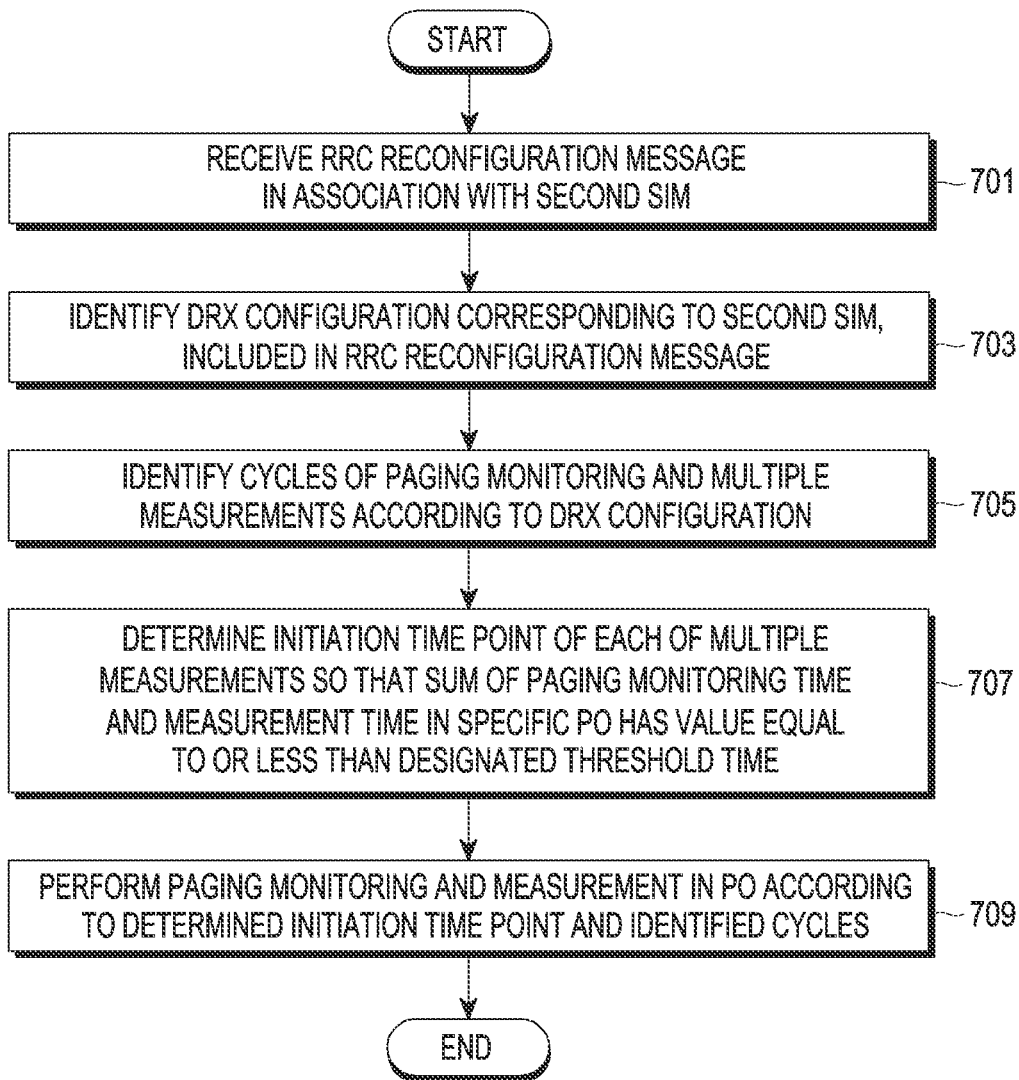 START
RECEIVE RRC RECONFIGURATION MESSAGE
IN ASSOCIATION WITH SECOND SIM
701
IDENTIFY DRX CONFIGURATION CORRESPONDING TO SECOND SIM,
INCLUDED IN RRC RECONFIGURATION MESSAGE
703
IDENTIFY CYCLES OF PAGING MONITORING AND MULTIPLE
MEASUREMENTS ACCORDING TO DRX CONFIGURATION
705
DETERMINE INITIATION TIME POINT OF EACH OF MULTIPLE
MEASUREMENTS SO THAT SUM OF PAGING MONITORING TIME
AND MEASUREMENT TIME IN SPECIFIC PO HAS VALUE EQUAL
TO OR LESS THAN DESIGNATED THRESHOLD TIME
707
PERFORM PAGING MONITORING AND MEASUREMENT IN PO ACCORDING
TO DETERMINED INITIATION TIME POINT AND IDENTIFIED CYCLES
709
END